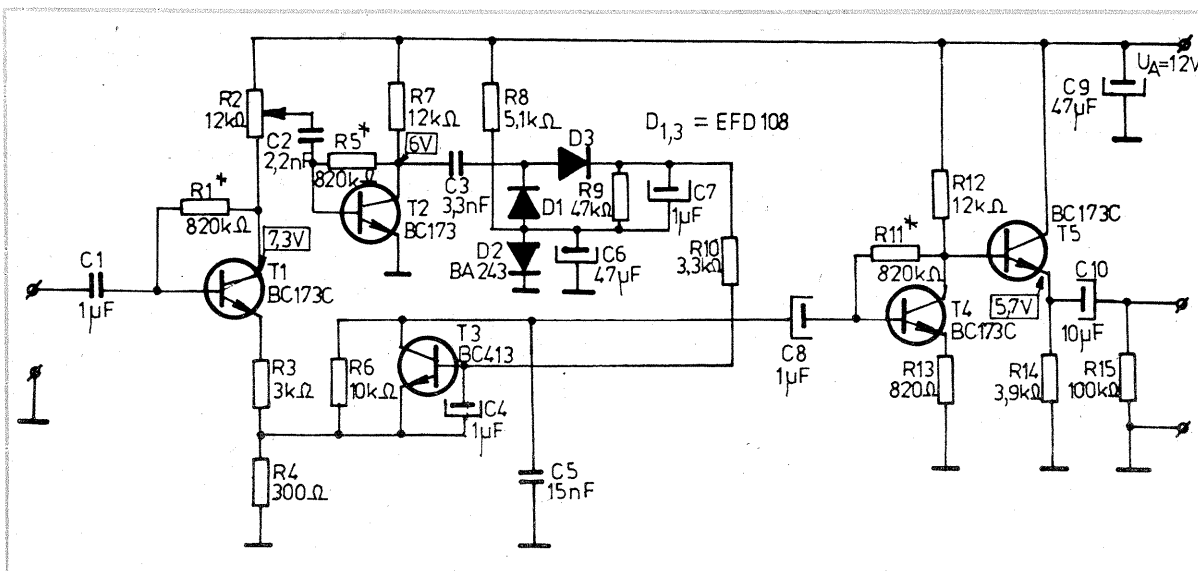 R2
12kΩ
C2
2,2nF
R5*
820kΩ
R7
12kΩ
6V
R8
5,1kΩ
D1,3 = EFD108
D3
C3
3,3nF
D1
R9
47kΩ
C7
1µF
D2
BA243
C6
47µF
R10
3,3kΩ
T2
BC173
R1*
820kΩ
7,3V
C1
1µF
T1
BC173C
R3
3kΩ
R6
10kΩ
T3
BC413
C4
1µF
R4
300Ω
C5
15nF
C8
1µF
R11*
820kΩ
R12
12kΩ
T4
BC173C
R13
820Ω
BC173C
T5
5,7V
R14
3,9kΩ
C10
10µF
R15
100kΩ
C9
47µF
UA=12V